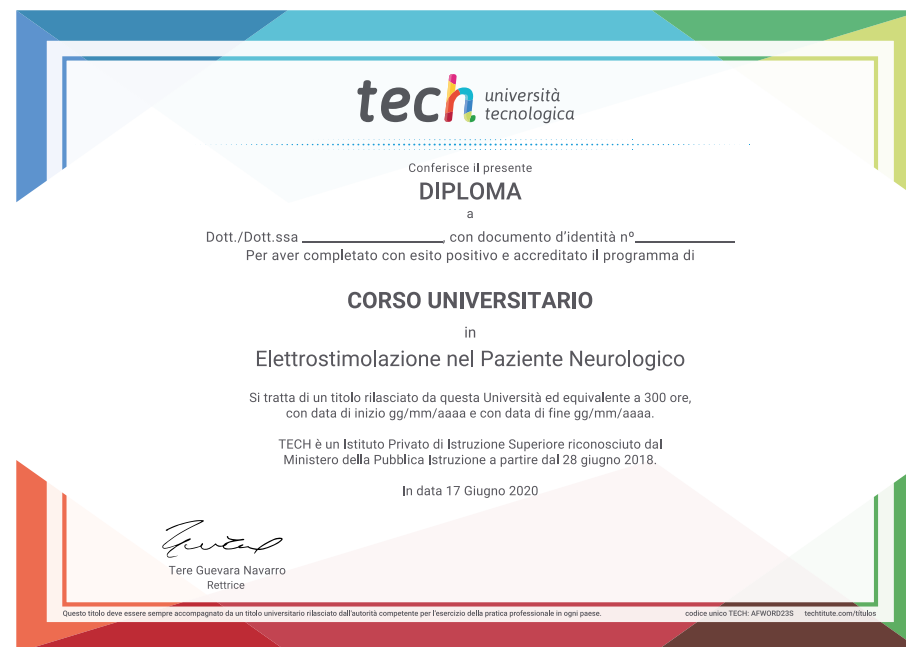 tech università
tecnologica
Conferisce il presente
DIPLOMA
a
Dott./Dott.ssa ____________________, con documento d'identità nº______________
Per aver completato con esito positivo e accreditato il programma di
CORSO UNIVERSITARIO
in
Elettrostimolazione nel Paziente Neurologico
Si tratta di un titolo rilasciato da questa Università ed equivalente a 300 ore,
con data di inizio gg/mm/aaaa e con data di fine gg/mm/aaaa.
TECH è un Istituto Privato di Istruzione Superiore riconosciuto dal
Ministero della Pubblica Istruzione a partire dal 28 giugno 2018.
In data 17 Giugno 2020
Tere Guevara Navarro
Rettrice
Questo titolo deve essere sempre accompagnato da un titolo universitario rilasciato dall'autorità competente per l'esercizio della pratica professionale in ogni paese. codice unico TECH: AFWORD23S techtitute.com/títulos